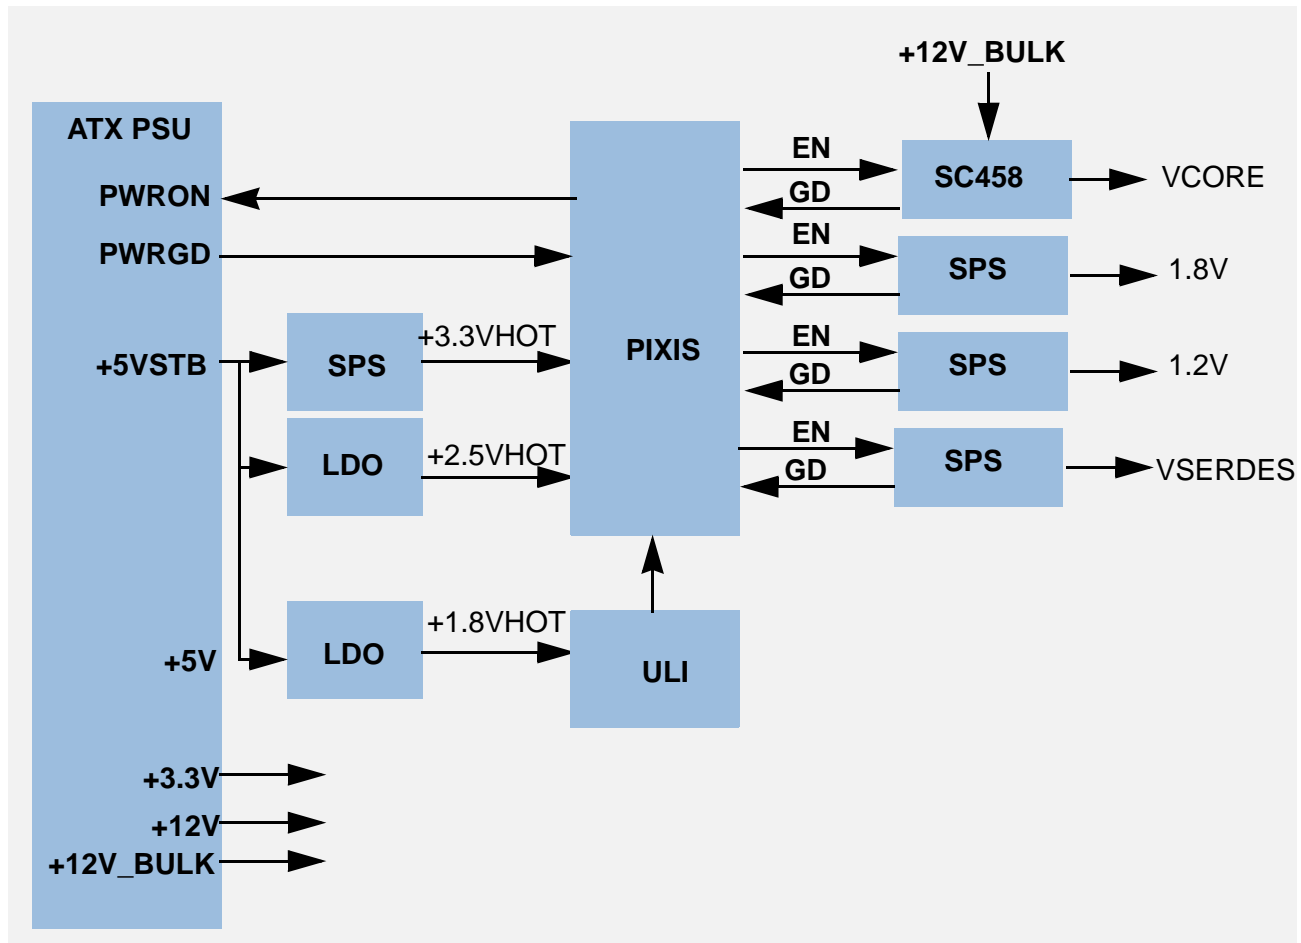 +12V_BULK
ATX PSU
PWRON
PWRGD
+5VSTB
+5V
+3.3V
+12V
+12V_BULK
SPS
+3.3VHOT
LDO
+2.5VHOT
LDO
+1.8VHOT
PIXIS
ULI
EN
GD
SC458
VCORE
EN
GD
SPS
1.8V
EN
GD
SPS
1.2V
EN
GD
SPS
VSERDES